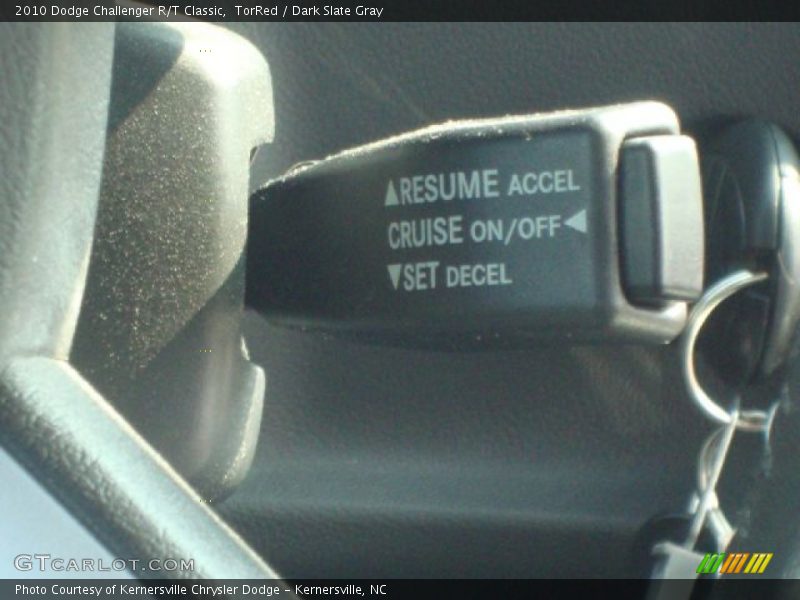 2010 Dodge Challenger R/T Classic, TorRed / Dark Slate Gray
▲RESUME ACCEL
CRUISE ON/OFF◀
▼SET DECEL
GTCARLOT.COM
Photo Courtesy of Kernersville Chrysler Dodge - Kernersville, NC